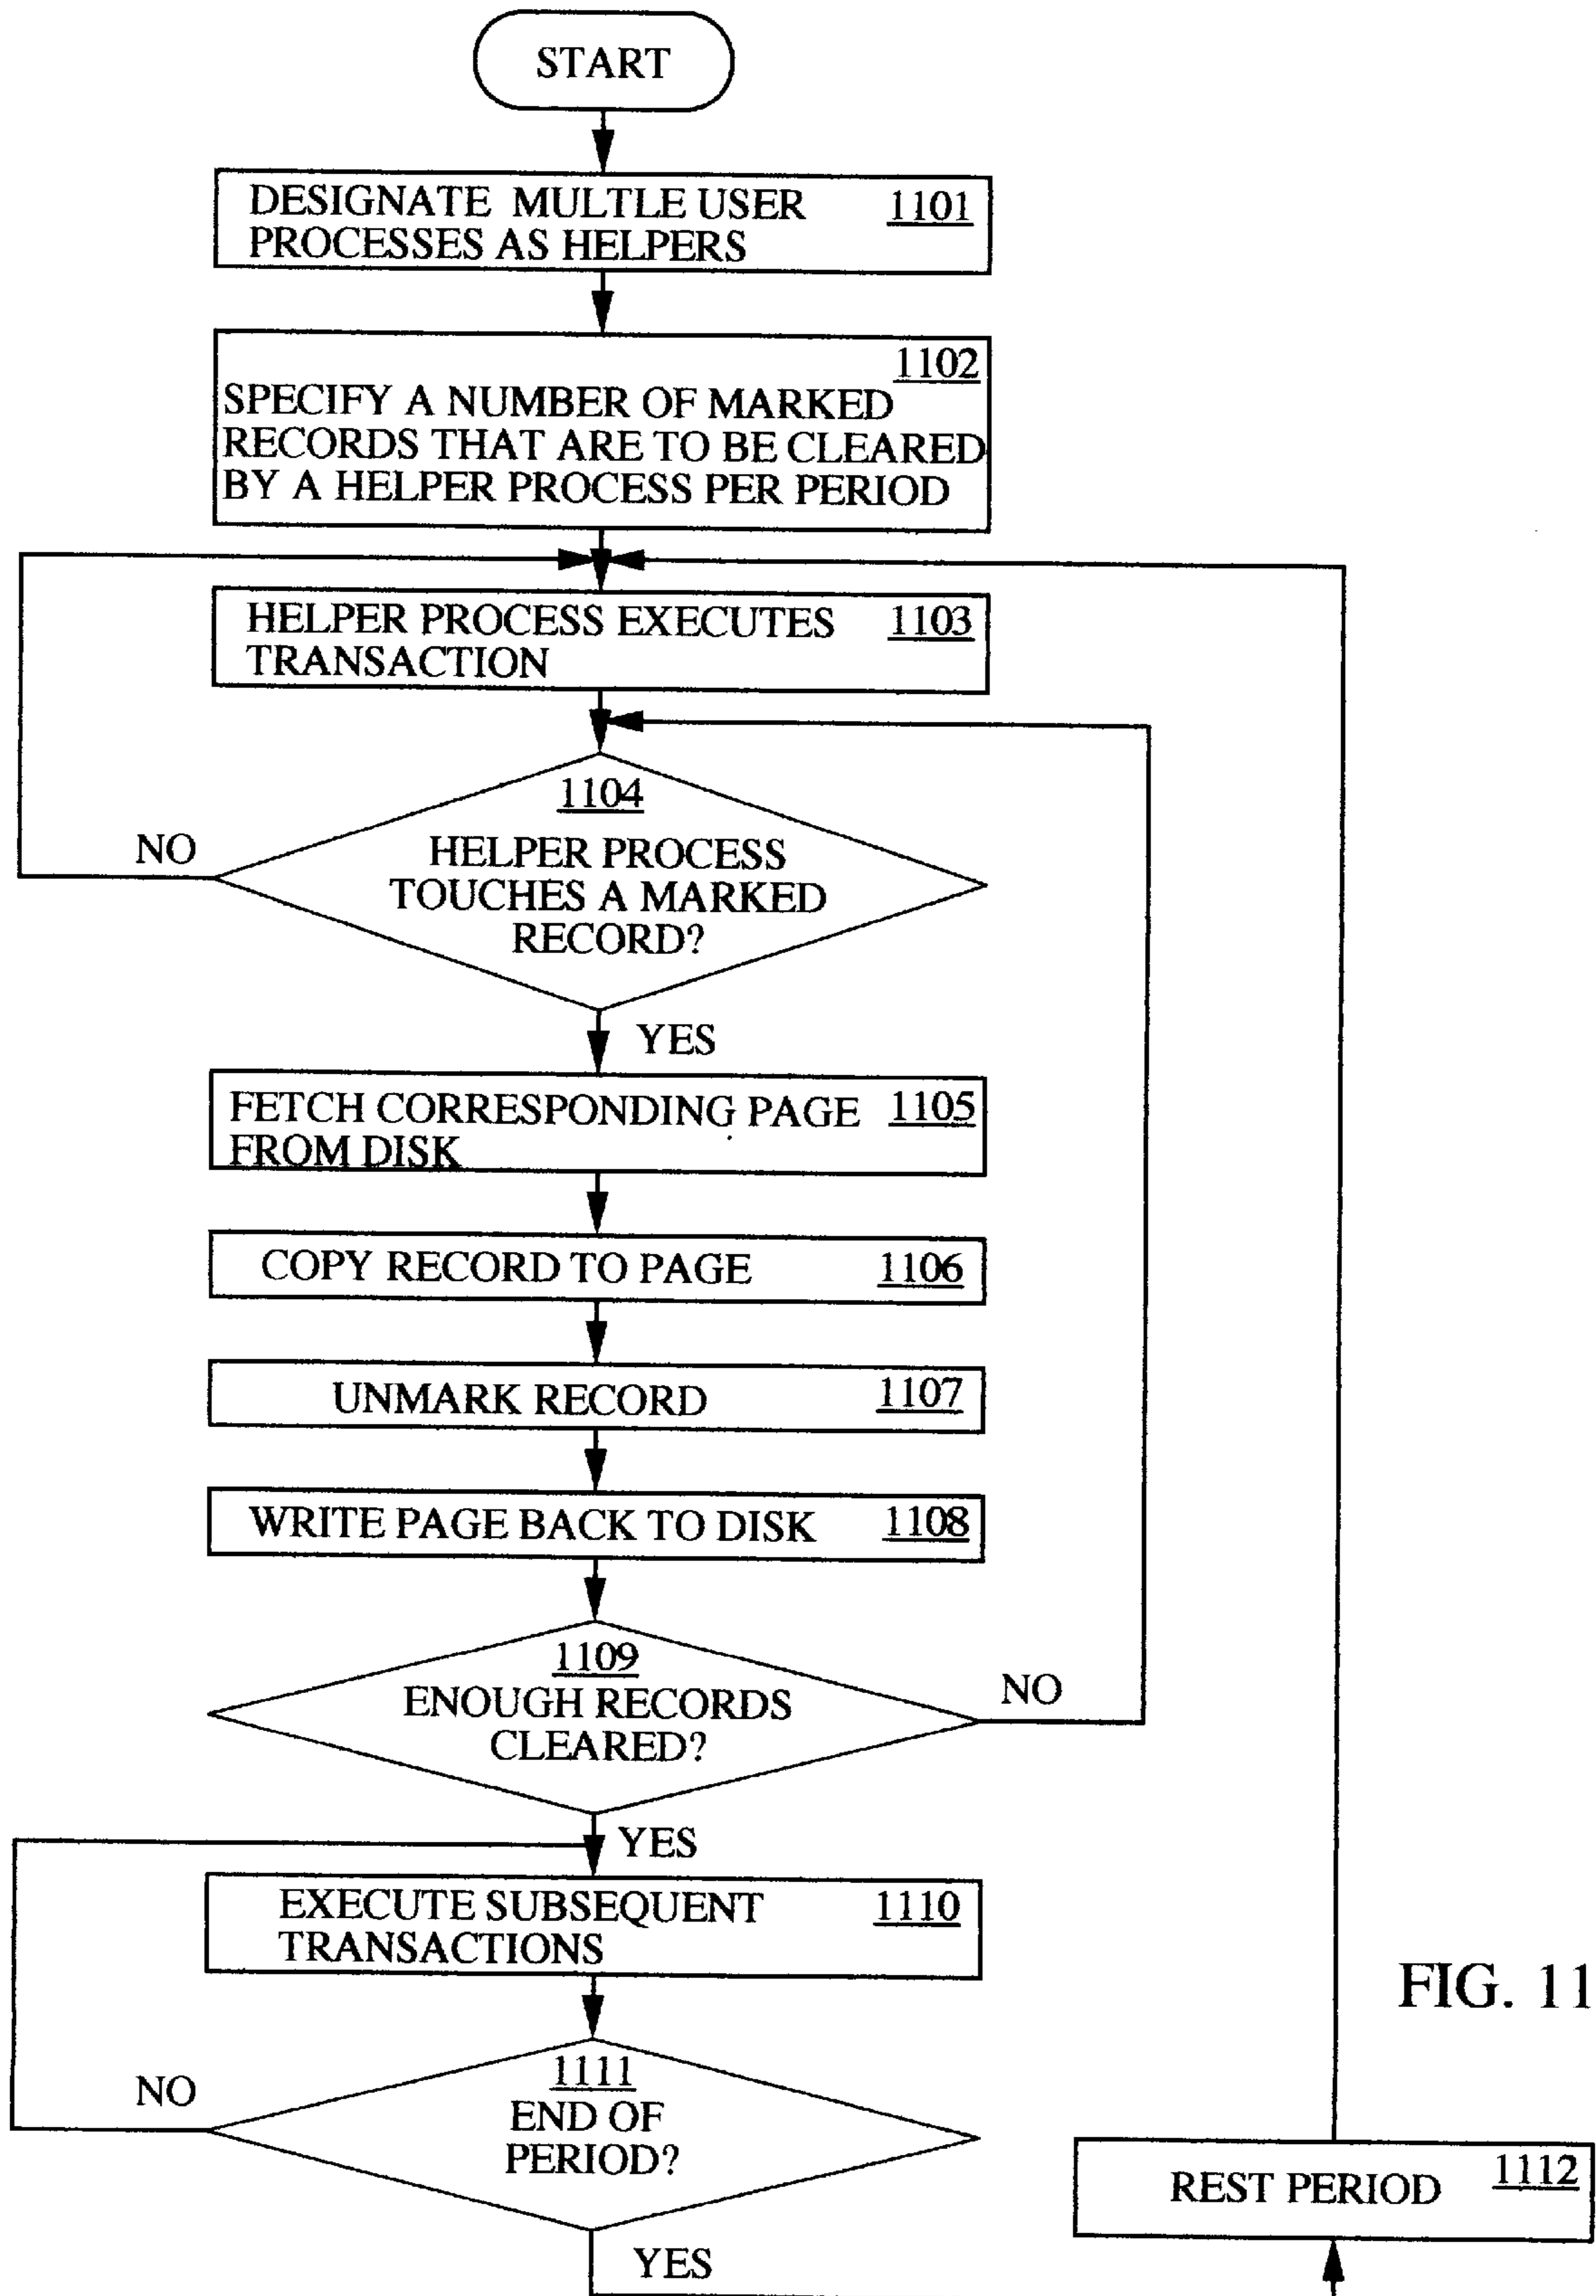 START
DESIGNATE MULTLE USER 1101
PROCESSES AS HELPERS
1102
SPECIFY A NUMBER OF MARKED
RECORDS THAT ARE TO BE CLEARED
BY A HELPER PROCESS PER PERIOD
HELPER PROCESS EXECUTES 1103
TRANSACTION
1104
NO
HELPER PROCESS
TOUCHES A MARKED
RECORD?
YES
FETCH CORRESPONDING PAGE 1105
FROM DISK
COPY RECORD TO PAGE 1106
UNMARK RECORD 1107
WRITE PAGE BACK TO DISK 1108
1109
ENOUGH RECORDS
CLEARED?
NO
YES
EXECUTE SUBSEQUENT 1110
TRANSACTIONS
FIG. 11
1111
NO
END OF
PERIOD?
REST PERIOD 1112
YES